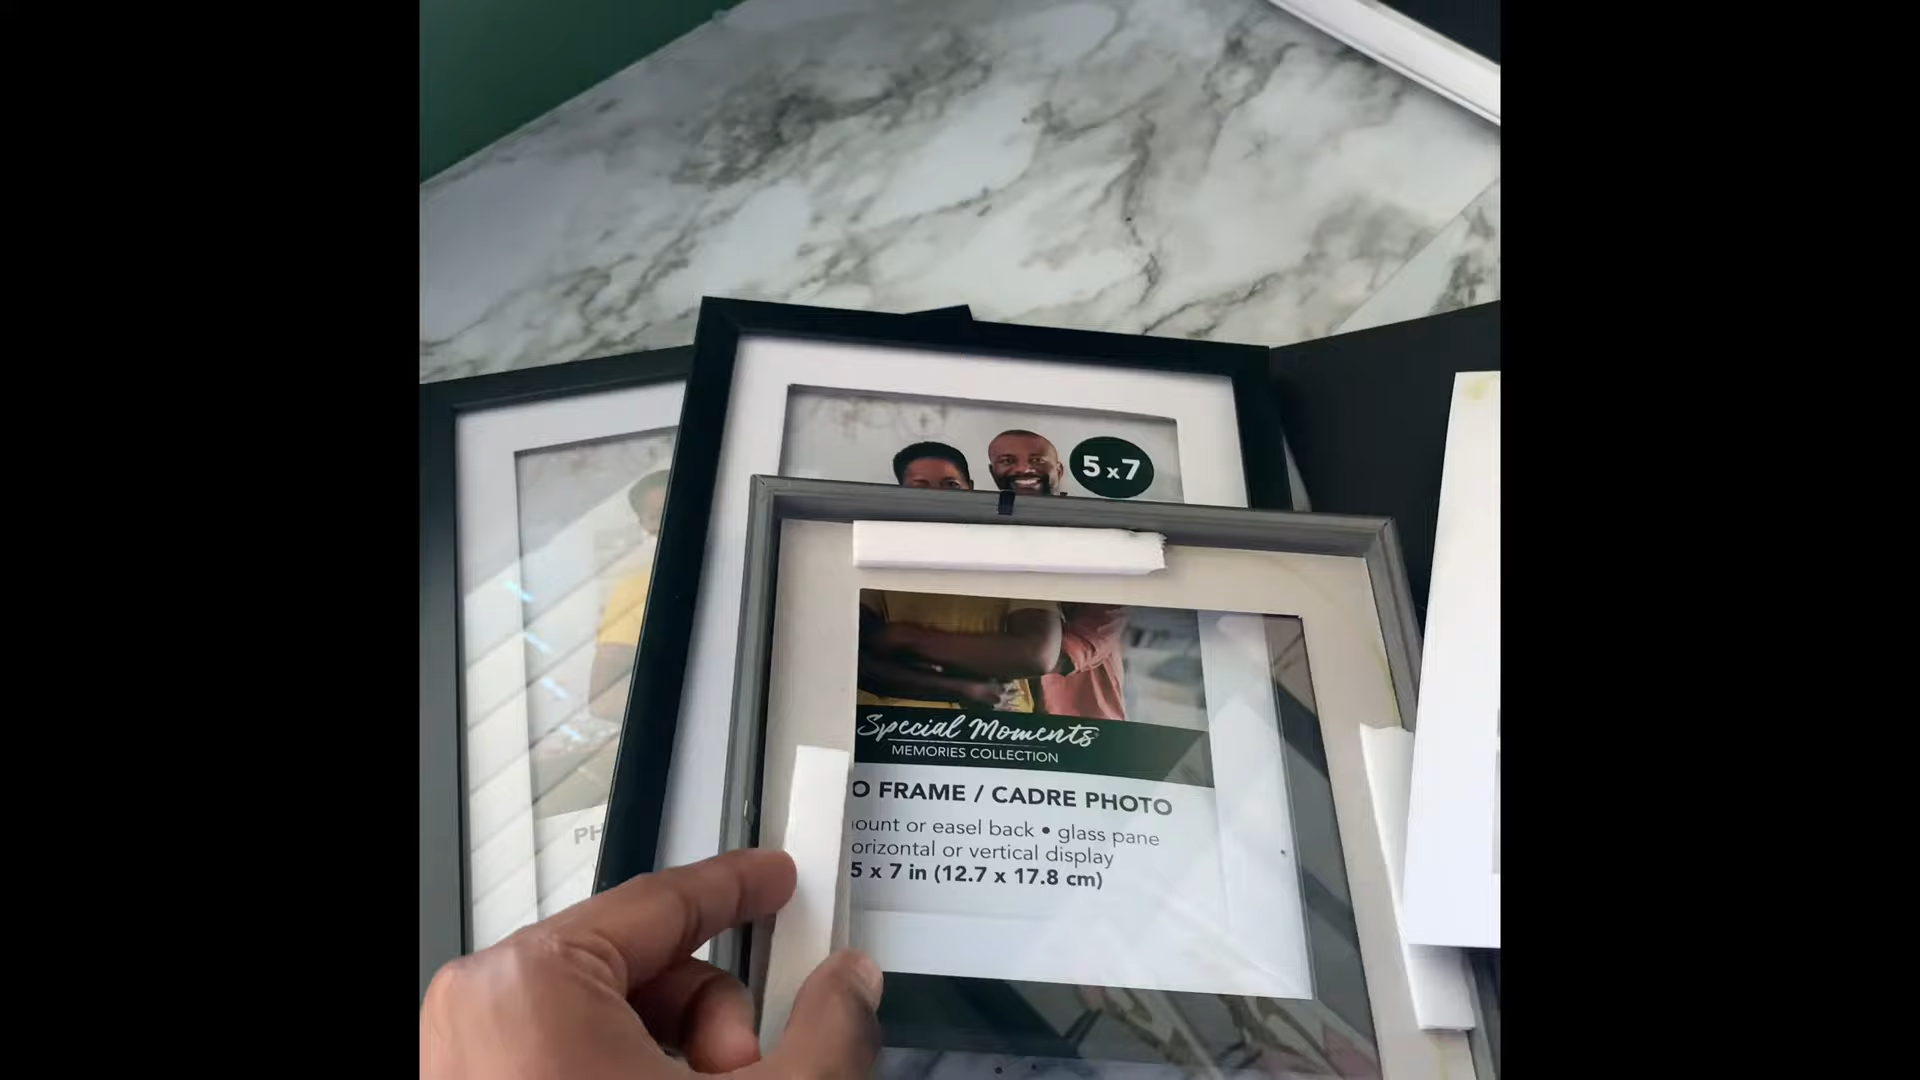 5x7
Special Moments
MEMORIES COLLECTION
O FRAME / CADRE PHOTO
ount or easel back • glass pane
orizontal or vertical display
5 x 7 in (12.7 x 17.8 cm)
PH